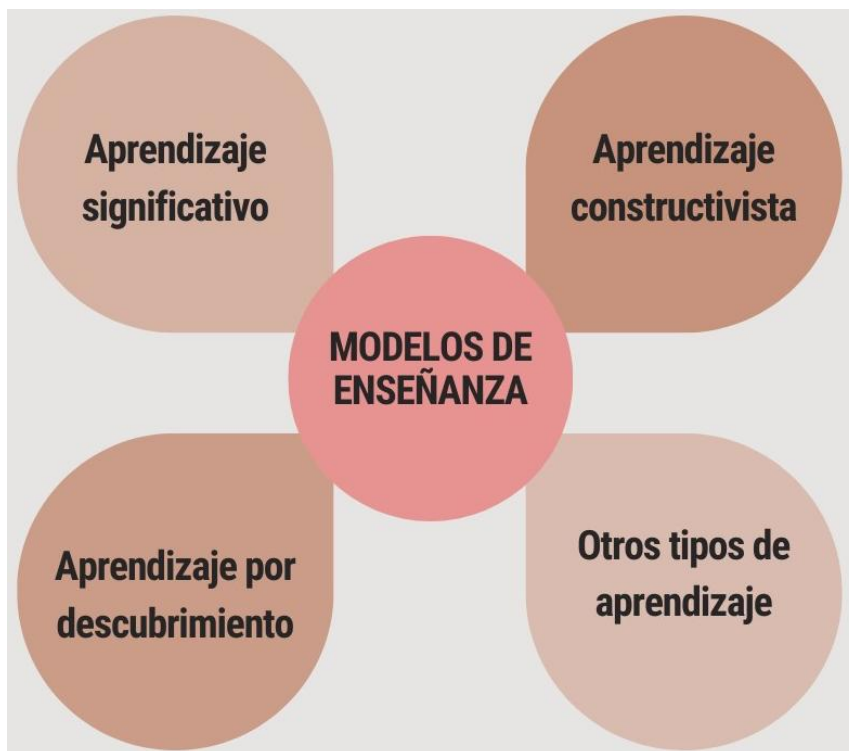 Aprendizaje
significativo
Aprendizaje
constructivista
MODELOS DE
ENSEÑANZA
Aprendizaje por
descubrimiento
Otros tipos de
aprendizaje